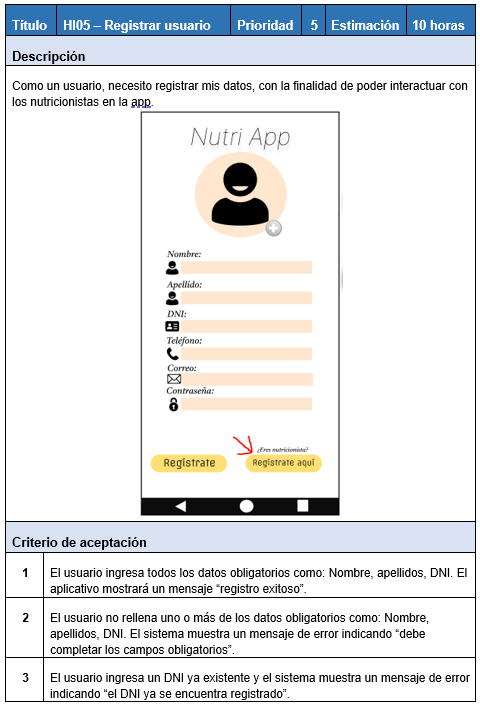 Título HI05 – Registrar usuario Prioridad 5 Estimación 10 horas
Descripción
Como un usuario, necesito registrar mis datos, con la finalidad de poder interactuar con
los nutricionistas en la app.
Nutri App
Nombre:
Apellido:
DNI:
Teléfono:
Correo:
Contraseña:
¿Eres nutricionista?
Regístrate Regístrate aquí
Criterio de aceptación
1 El usuario ingresa todos los datos obligatorios como: Nombre, apellidos, DNI. El
aplicativo mostrará un mensaje “registro exitoso”.
2 El usuario no rellena uno o más de los datos obligatorios como: Nombre,
apellidos, DNI. El sistema muestra un mensaje de error indicando “debe
completar los campos obligatorios”.
3 El usuario ingresa un DNI ya existente y el sistema muestra un mensaje de error
indicando “el DNI ya se encuentra registrado”.